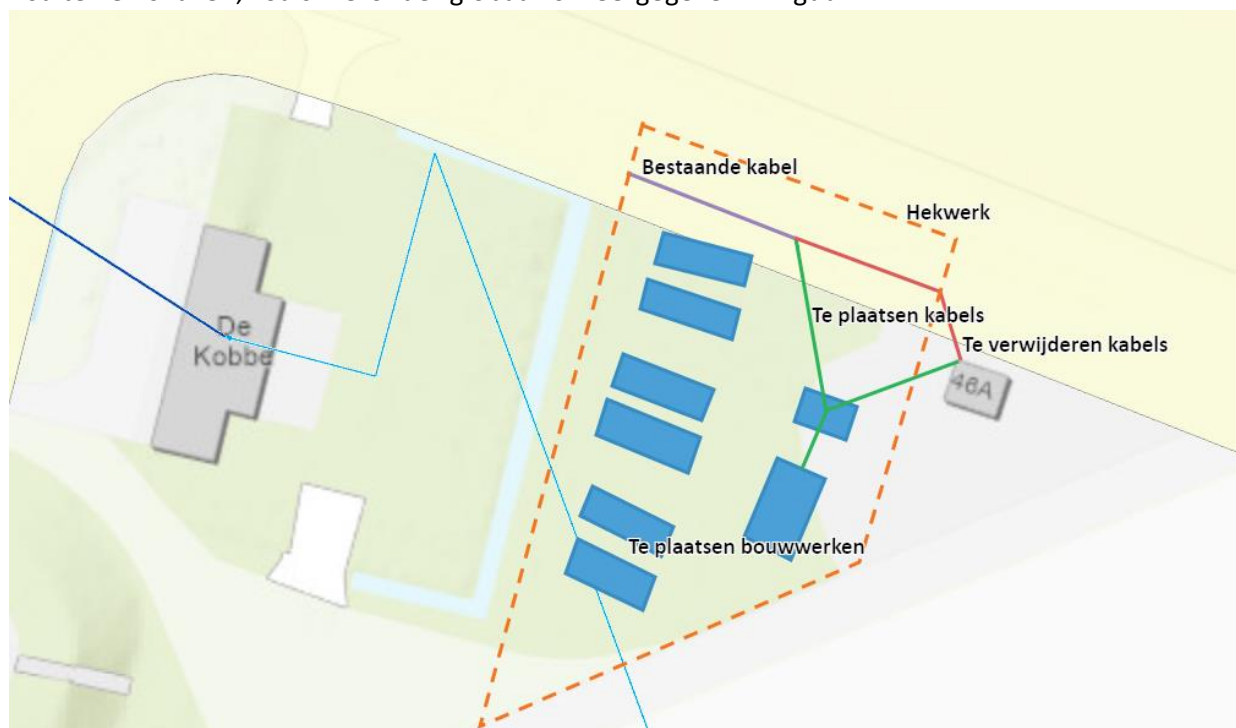 Bestaande kabel
Hekwerk
Te plaatsen kabels
De
Kobbe
Te verwijderen kabels
46A
Te plaatsen bouwwerken